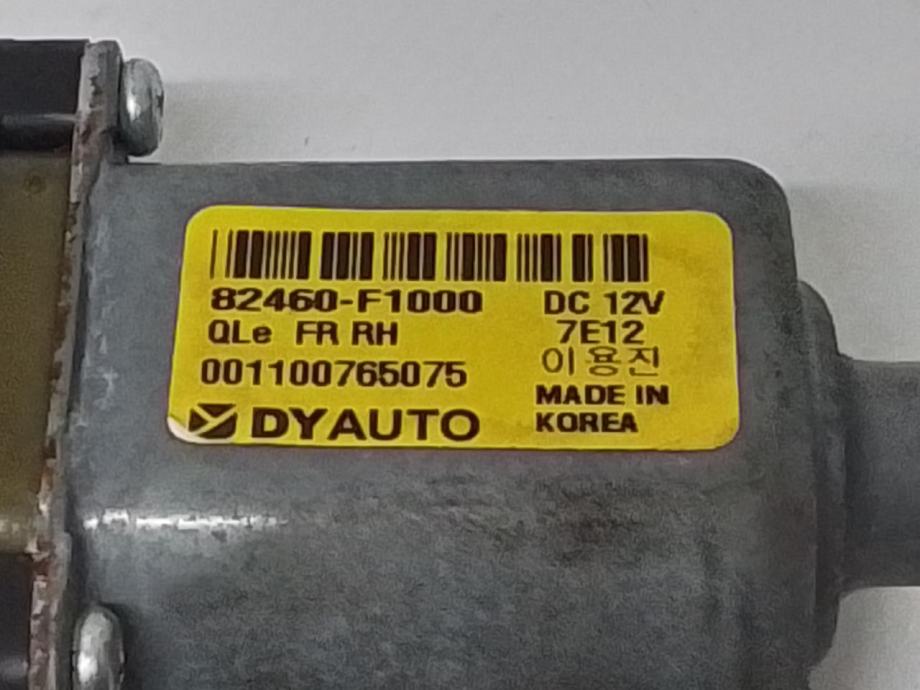 82460-F1000 DC 12V
QLe FR RH 7E12
001100765075 이용진
DYAUTO MADE IN
KOREA